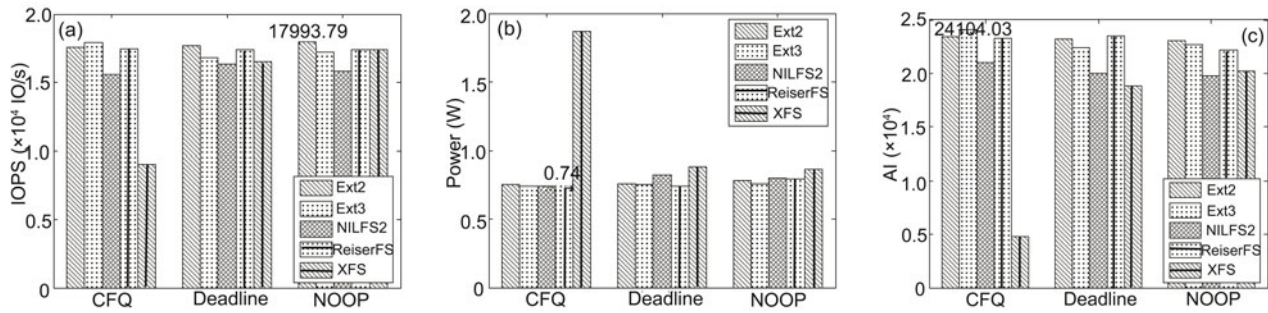 (a)
17993.79
IOPS (×10⁴ IO/s)
2.0
1.5
1.0
0.5
0
Ext2
Ext3
NILFS2
ReiserFS
XFS
CFQ
Deadline
NOOP
(b)
0.74
Power (W)
2.0
1.5
1.0
0.5
0
Ext2
Ext3
NILFS2
ReiserFS
XFS
CFQ
Deadline
NOOP
(c)
24104.03
AI (×10⁴)
2.5
2.0
2.5
1.0
0.5
0
Ext2
Ext3
NILFS2
ReiserFS
XFS
CFQ
Deadline
NOOP